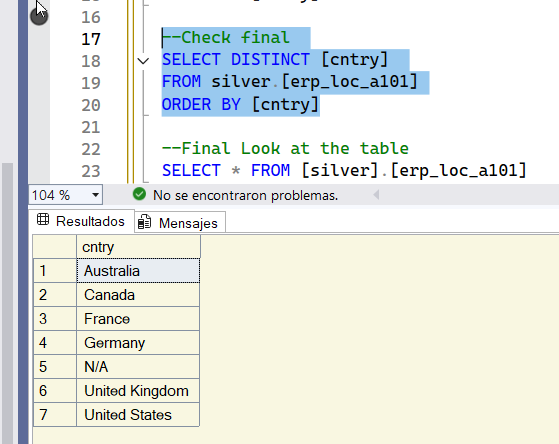 16
17 --Check final
18 SELECT DISTINCT [cntry]
19 FROM silver.[erp_loc_a101]
20 ORDER BY [cntry]
21
22 --Final Look at the table
23 SELECT * FROM [silver].[erp_loc_a101]
104 % No se encontraron problemas.
Resultados Mensajes
cntry
1 Australia
2 Canada
3 France
4 Germany
5 N/A
6 United Kingdom
7 United States